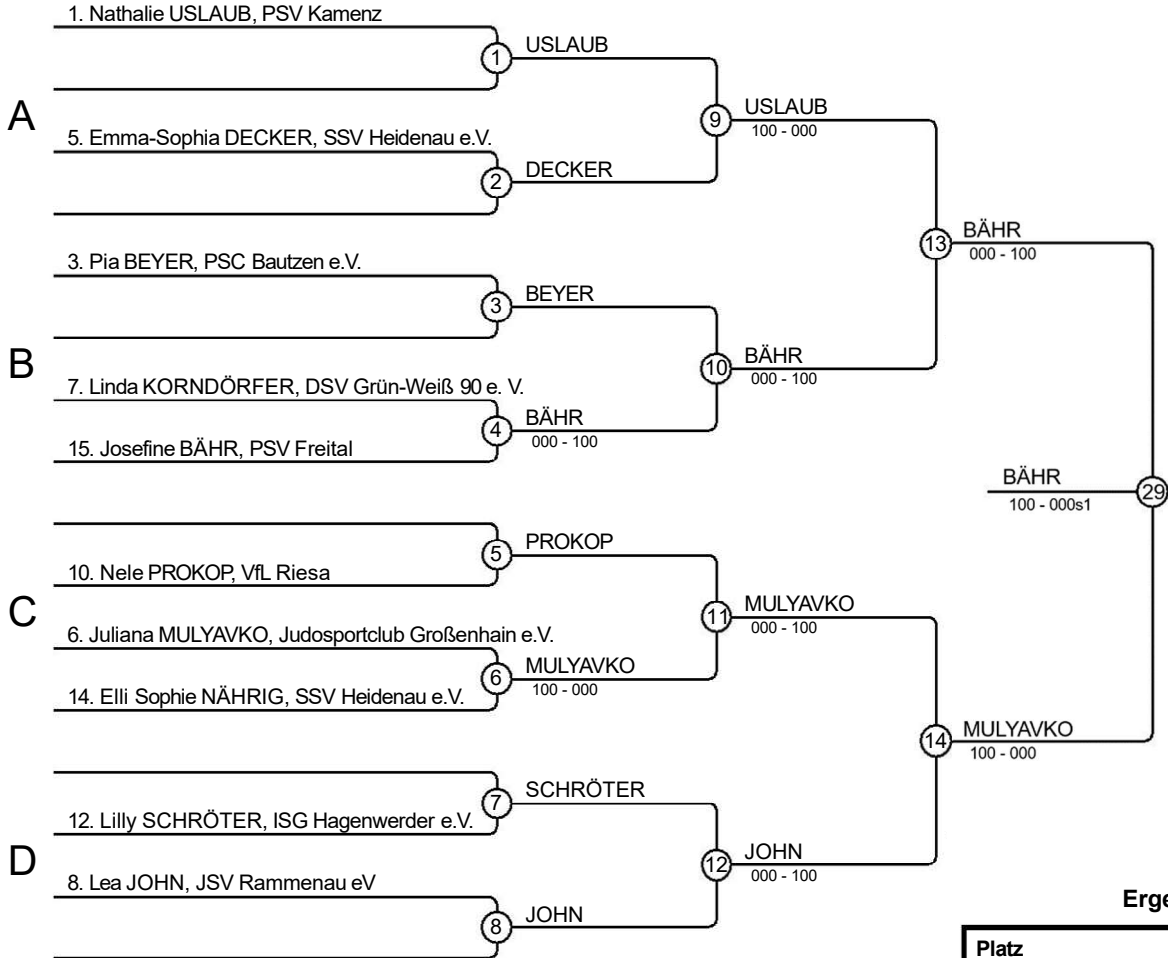 1. Nathalie USLAUB, PSV Kamenz
1 USLAUB
A
9 USLAUB
100 - 000
5. Emma-Sophia DECKER, SSV Heidenau e.V.
2 DECKER
13 BÄHR
000 - 100
3. Pia BEYER, PSC Bautzen e.V.
3 BEYER
B
10 BÄHR
000 - 100
7. Linda KORNDÖRFER, DSV Grün-Weiß 90 e. V.
4 BÄHR
000 - 100
15. Josefine BÄHR, PSV Freital
BÄHR 29
100 - 000s1
5 PROKOP
10. Nele PROKOP, VfL Riesa
C
11 MULYAVKO
000 - 100
6. Juliana MULYAVKO, Judosportclub Großenhain e.V.
6 MULYAVKO
100 - 000
14. Elli Sophie NÄHRIG, SSV Heidenau e.V.
14 MULYAVKO
100 - 000
7 SCHRÖTER
12. Lilly SCHRÖTER, ISG Hagenwerder e.V.
D
12 JOHN
000 - 100
8. Lea JOHN, JSV Rammenau eV
8 JOHN
Erge
Platz